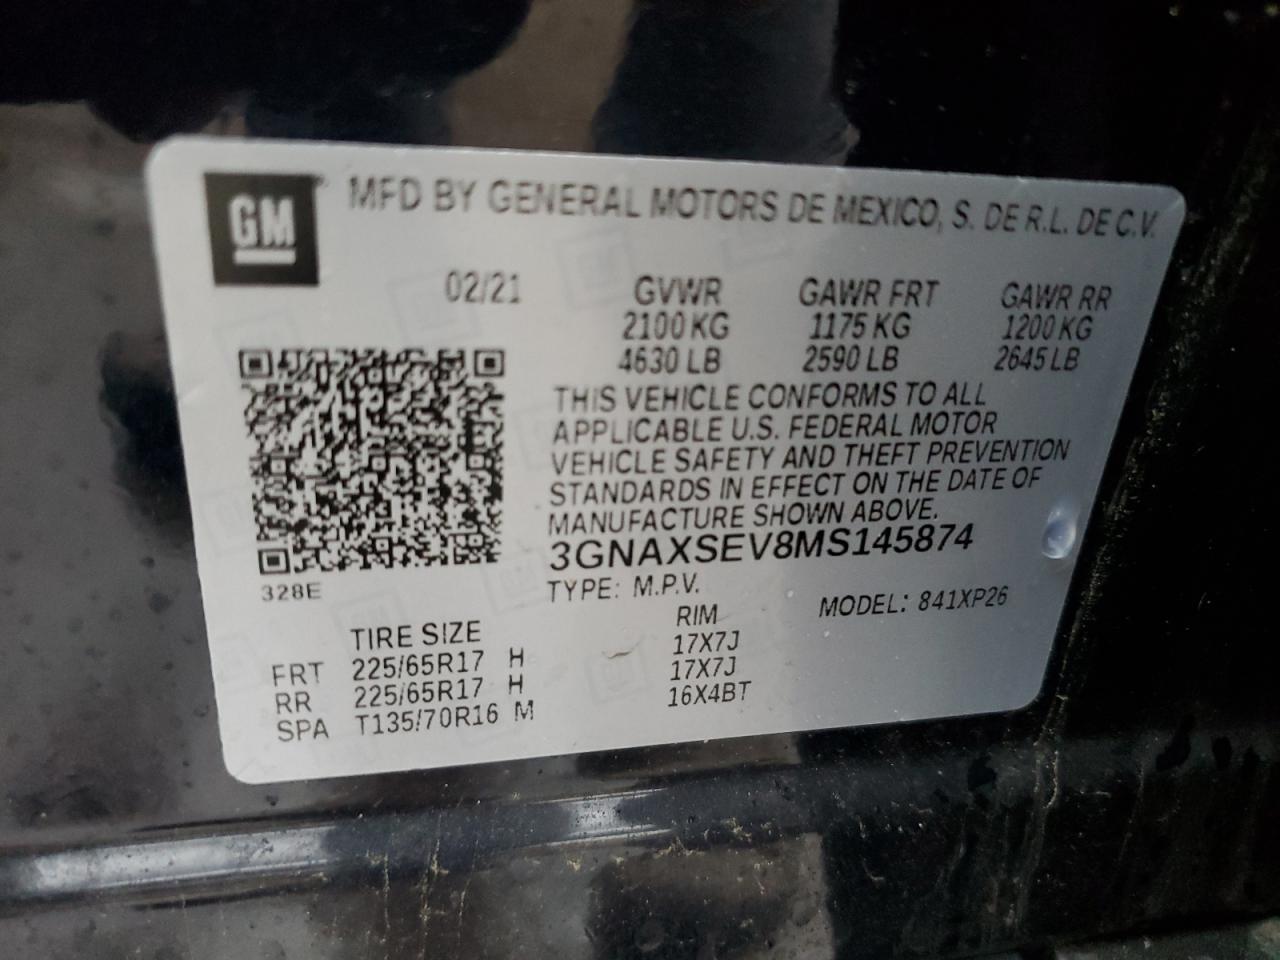 GM
MFD BY GENERAL MOTORS DE MEXICO, S. DE R.L. DE C.V.
02/21 GVWR GAWR FRT GAWR RR
2100 KG 1175 KG 1200 KG
4630 LB 2590 LB 2645 LB
THIS VEHICLE CONFORMS TO ALL
APPLICABLE U.S. FEDERAL MOTOR
VEHICLE SAFETY AND THEFT PREVENTION
STANDARDS IN EFFECT ON THE DATE OF
MANUFACTURE SHOWN ABOVE.
3GNAXSEV8MS145874
328E
TYPE: M.P.V. MODEL: 841XP26
TIRE SIZE RIM
FRT 225/65R17 H 17X7J
RR 225/65R17 H 17X7J
SPA T135/70R16 M 16X4BT